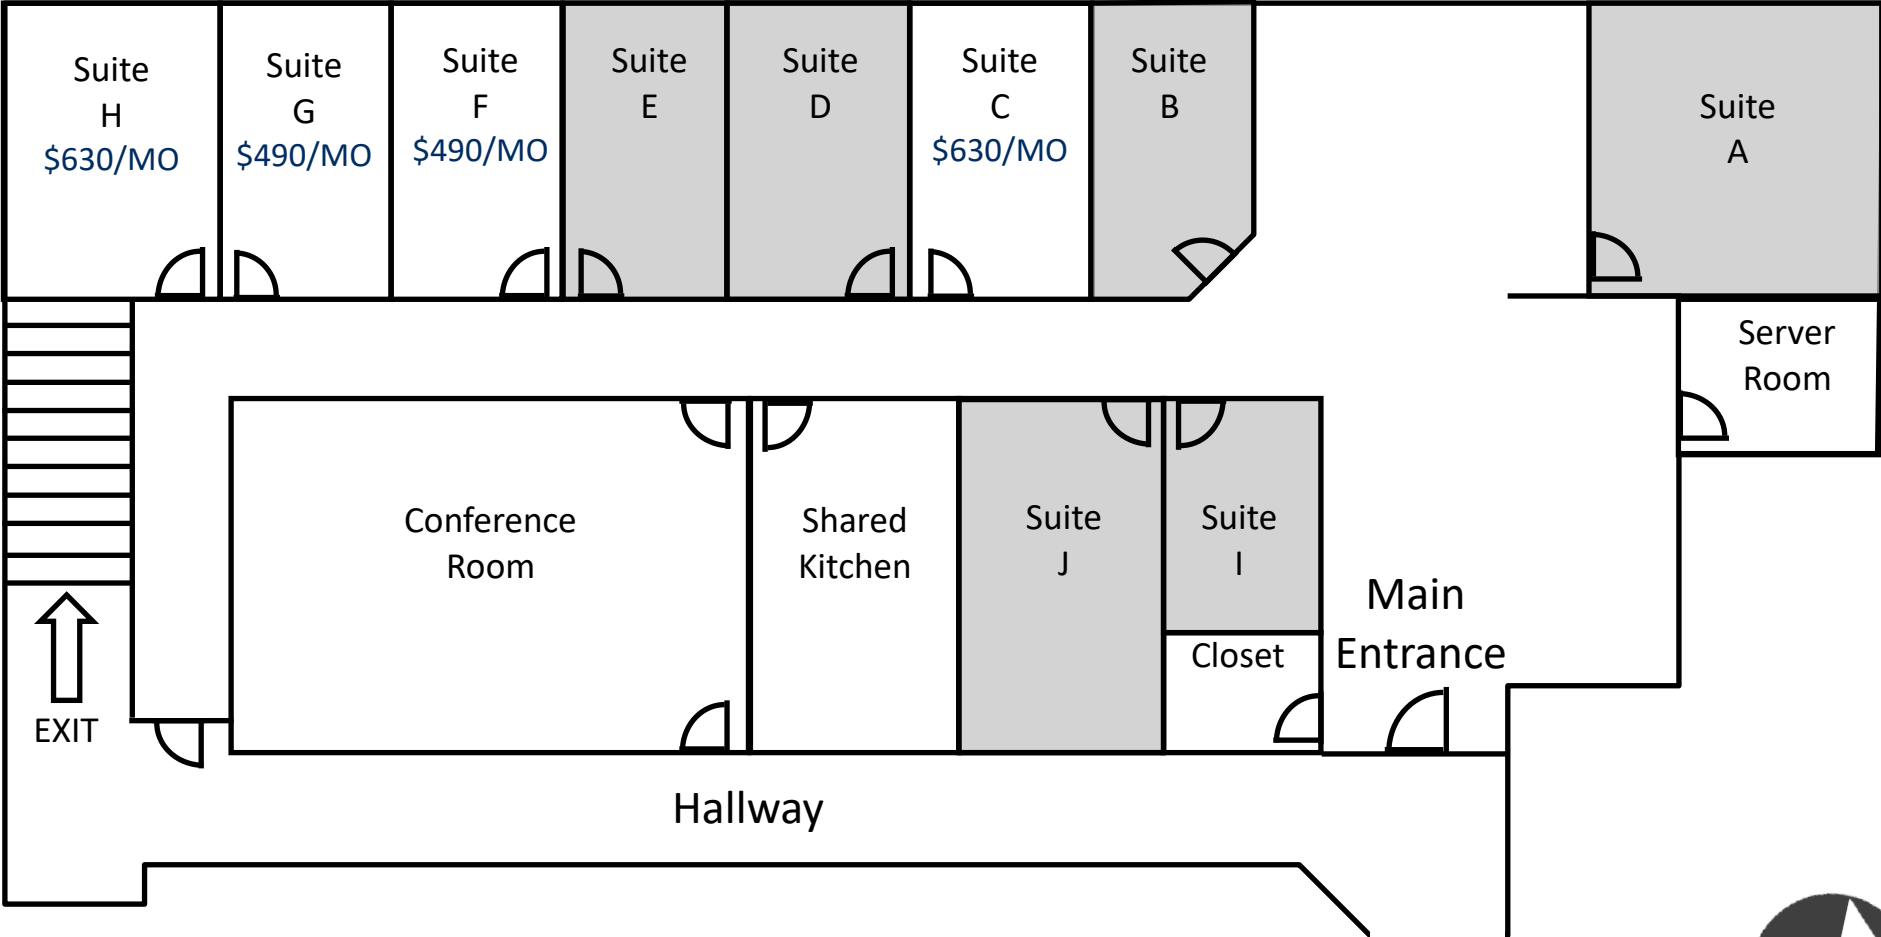 Suite
H
$630/MO
Suite
G
$490/MO
Suite
F
$490/MO
Suite
E
Suite
D
Suite
C
$630/MO
Suite
B
Suite
A
Server
Room
Conference
Room
Shared
Kitchen
Suite
J
Suite
I
Closet
Main
Entrance
EXIT
Hallway